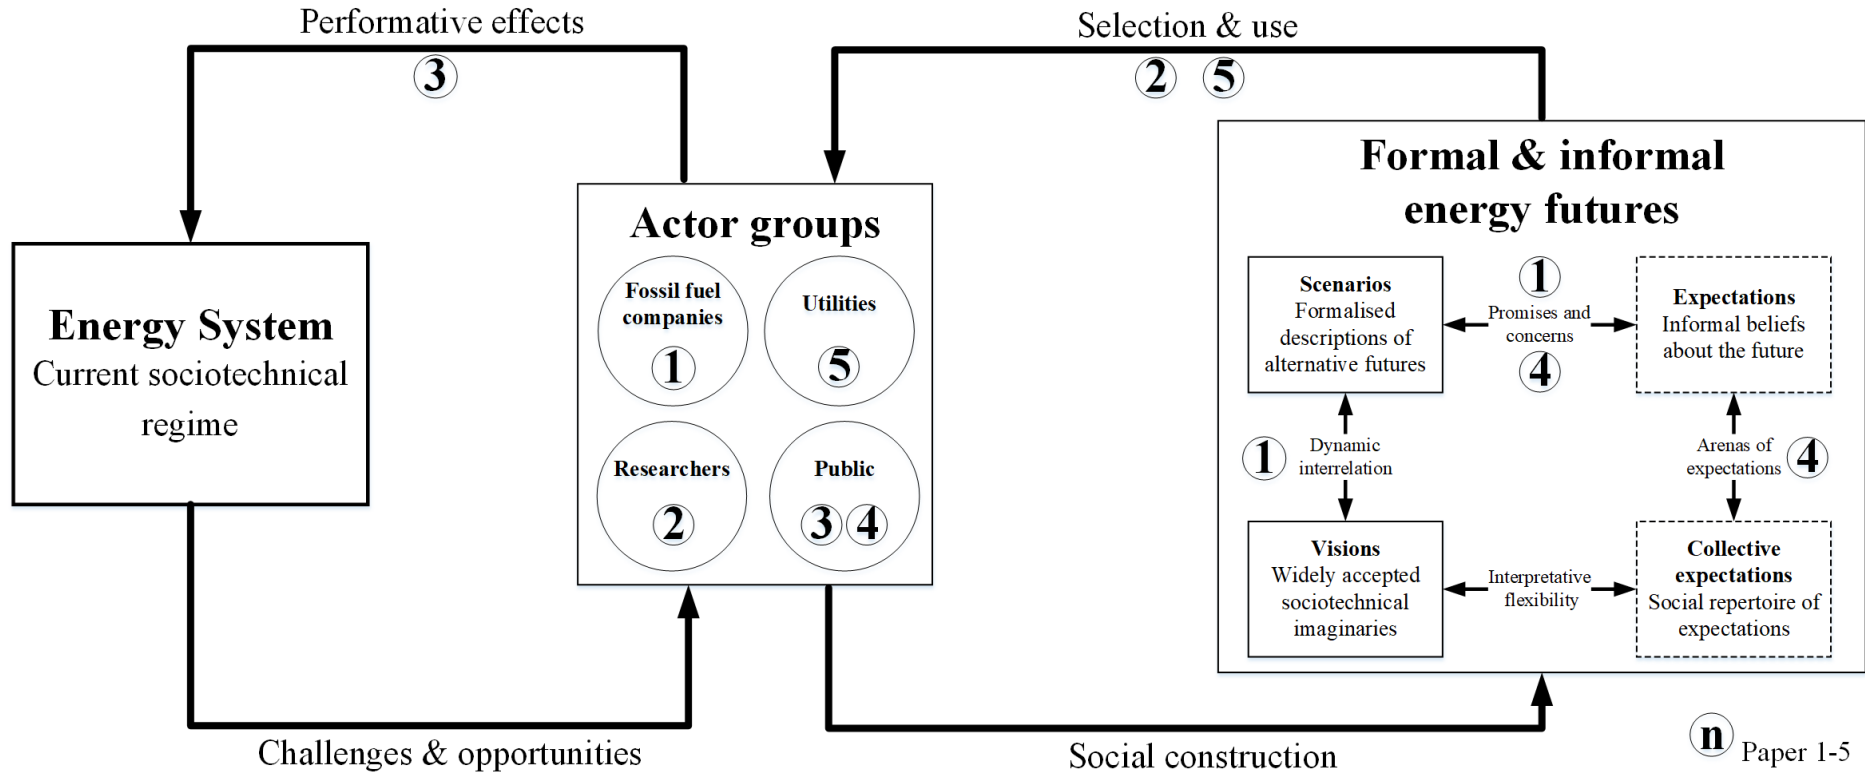 Performative effects
3
Selection & use
2 5
Formal & informal
energy futures
Actor groups
Fossil fuel
companies
1
Utilities
5
Researchers
2
Public
3 4
Energy System
Current sociotechnical
regime
Scenarios
Formalised
descriptions of
alternative futures
1
Promises and
concerns
4
Expectations
Informal beliefs
about the future
1
Dynamic
interrelation
Arenas of
expectations
4
Visions
Widely accepted
sociotechnical
imaginaries
Interpretative
flexibility
Collective
expectations
Social repertoire of
expectations
Challenges & opportunities
Social construction
n Paper 1-5